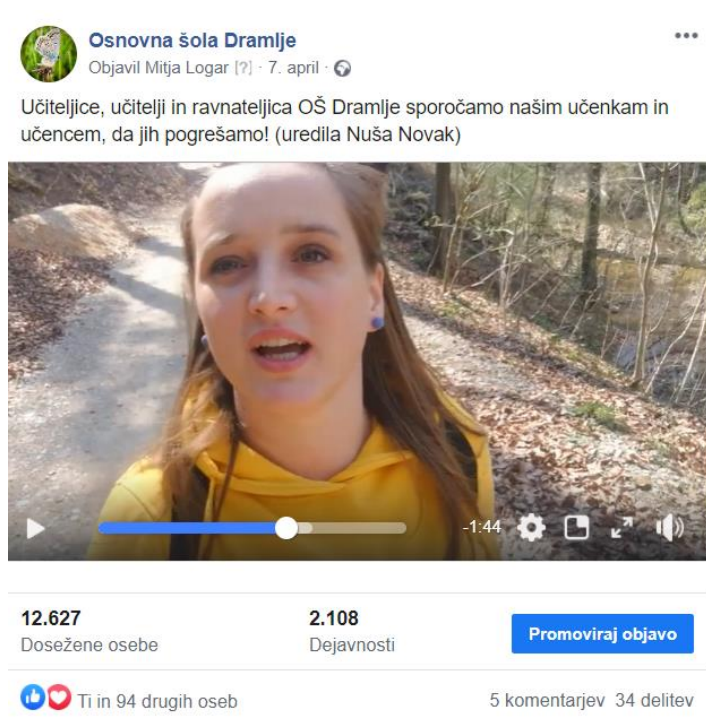 Osnovna šola Dramlje
Objavil Mitja Logar [?] · 7. april ·
Učiteljice, učitelji in ravnateljica OŠ Dramlje sporočamo našim učenkam in
učencem, da jih pogrešamo! (uredila Nuša Novak)
-1:44
12.627 2.108
Dosežene osebe Dejavnosti
Promoviraj objavo
Ti in 94 drugih oseb 5 komentarjev 34 delitev